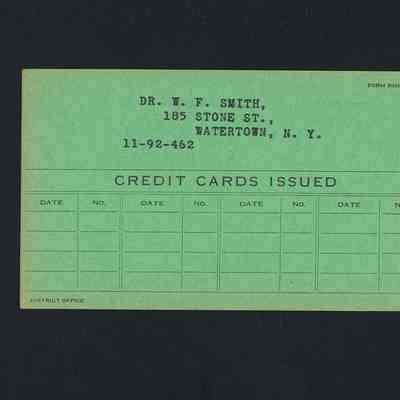 FORM
DR. W. F. SMITH,
185 STONE ST.,
WATERTOWN, N. Y.
11-92-462
CREDIT CARDS ISSUED
DATE NO. DATE NO. DATE NO. DATE
DISTRICT OFFICE